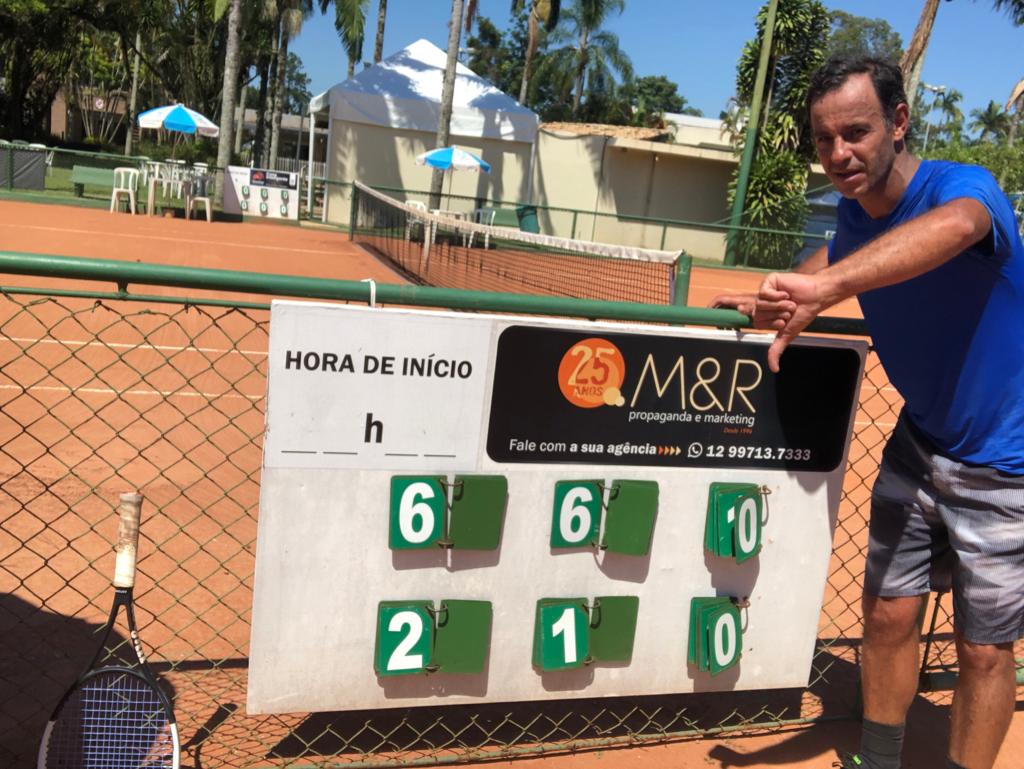 HORA DE INÍCIO
h
25
ANOS
M&R
propaganda e marketing
Desde 1996
Fale com a sua agência 12 99713.7333
6 6 0
2 1 0